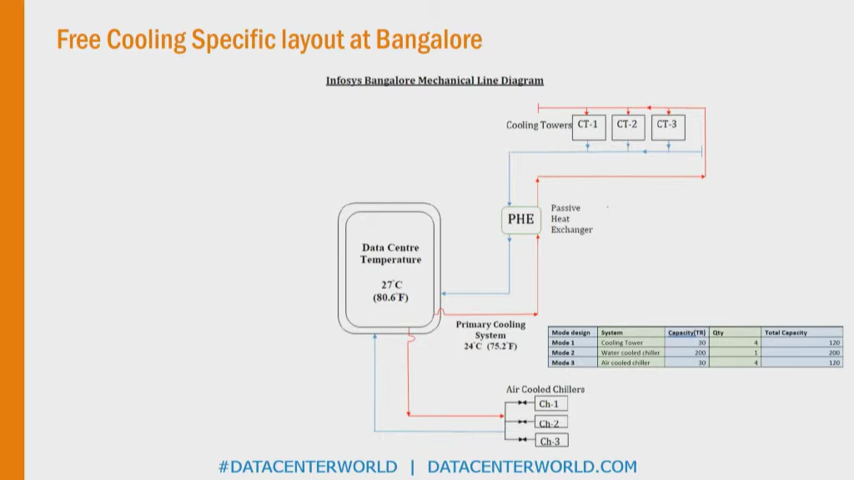 Free Cooling Specific layout at Bangalore
Infosys Bangalore Mechanical Line Diagram
Cooling Towers CT-1 CT-2 CT-3
PHE
Passive
Heat
Exchanger
Data Centre
Temperature
27°C
(80.6°F)
Primary Cooling
System
24°C (75.2°F)
Mode design System Capacity(TR) Qty Total Capacity
Mode 1 Cooling Tower 30 4 120
Mode 2 Water cooled chiller 200 1 200
Mode 3 Air cooled chiller 30 4 120
Air Cooled Chillers
Ch-1
Ch-2
Ch-3
#DATACENTERWORLD | DATACENTERWORLD.COM